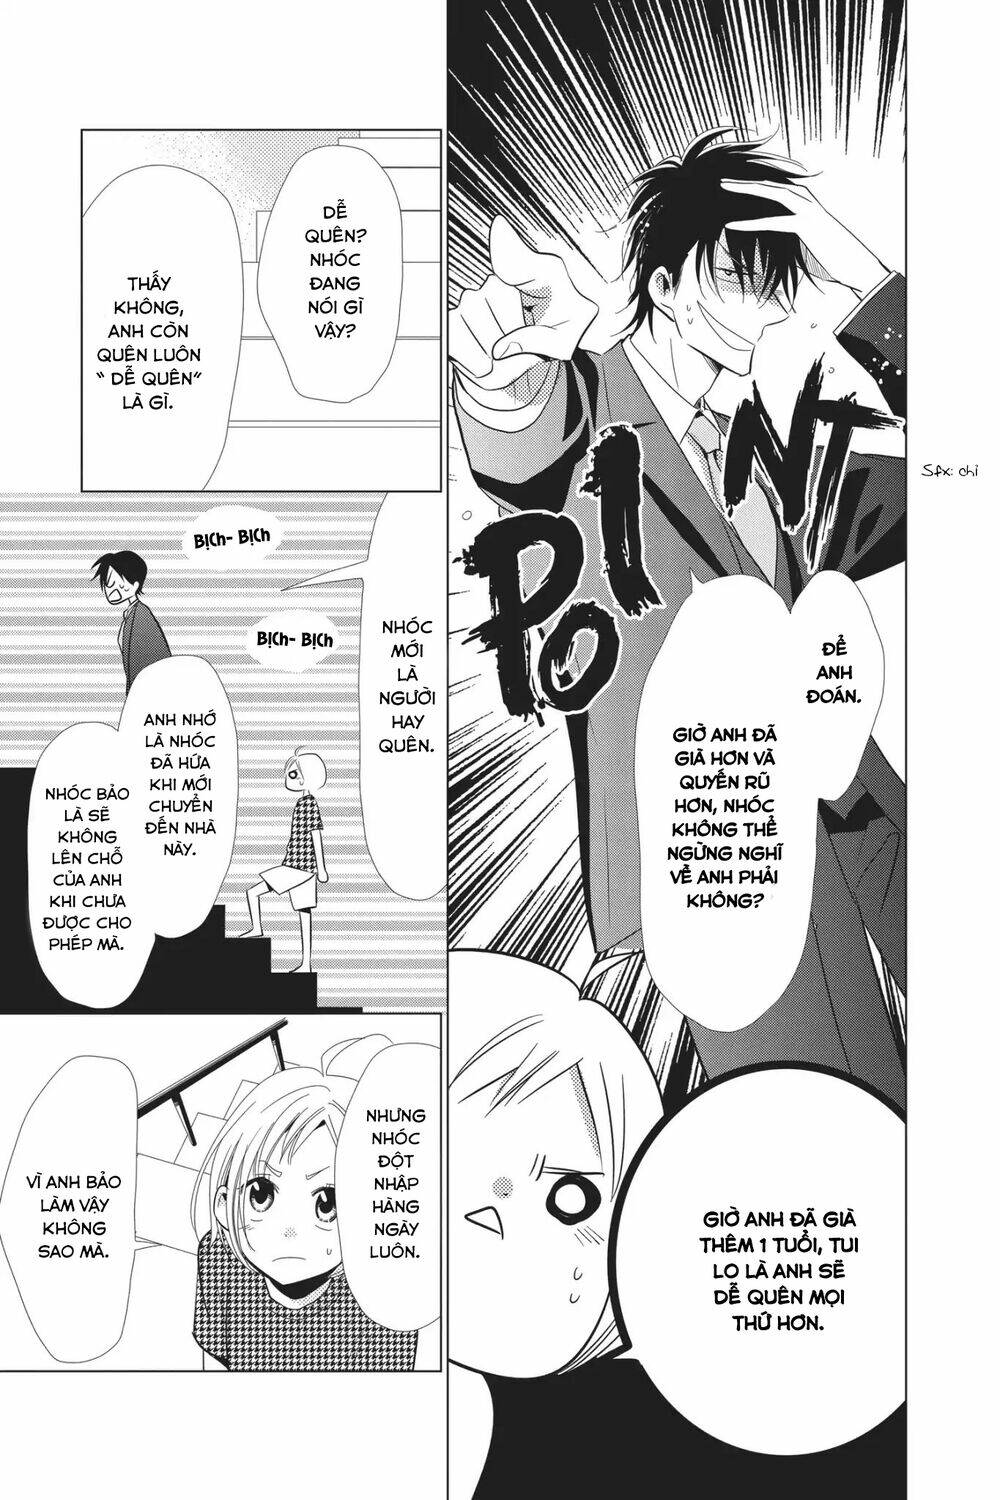 ĐỂ
ANH
ĐOÁN.
GIỜ ANH ĐÃ
GIÀ HƠN VÀ
QUYẾN RŨ
HƠN, NHÓC
KHÔNG THỂ
NGỪNG NGHĨ
VỀ ANH PHẢI
KHÔNG?
POINT
Sfx: chỉ
GIỜ ANH ĐÃ GIÀ
THÊM 1 TUỔI, TUI
LO LÀ ANH SẼ
DỄ QUÊN MỌI
THỨ HƠN.
DỄ
QUÊN?
NHÓC
ĐANG
NÓI GÌ
VẬY?
THẤY
KHÔNG,
ANH CÒN
QUÊN LUÔN
“ DỄ QUÊN”
LÀ GÌ.
NHÓC
MỚI
LÀ
NGƯỜI
HAY
QUÊN.
BỊCH- BỊCH
BỊCH- BỊCH
ANH NHỚ
LÀ NHÓC
ĐÃ HỨA
KHI MỚI
CHUYỂN
ĐẾN NHÀ
NÀY.
NHÓC BẢO
LÀ SẼ
KHÔNG
LÊN CHỖ
CỦA ANH
KHI CHƯA
ĐƯỢC CHO
PHÉP MÀ.
NHƯNG
NHÓC
ĐỘT
NHẬP
HÀNG
NGÀY
LUÔN.
VÌ ANH BẢO
LÀM VẬY
KHÔNG
SAO MÀ.